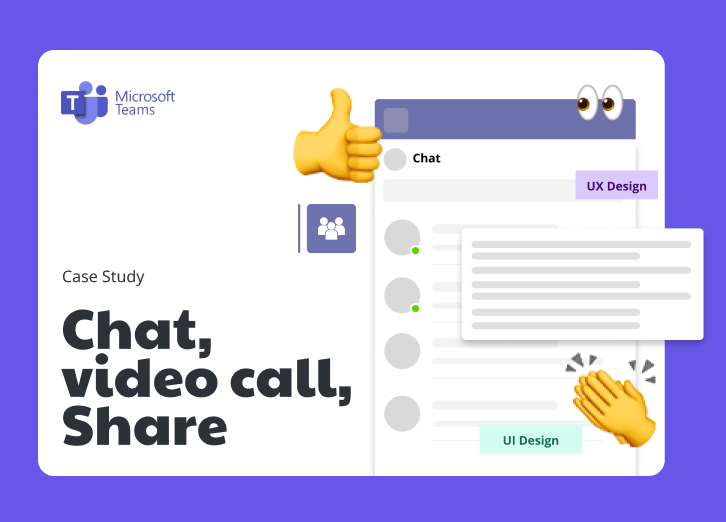 T
Microsoft
Teams
Chat
UX Design
Case Study
Chat,
video call,
Share
UI Design